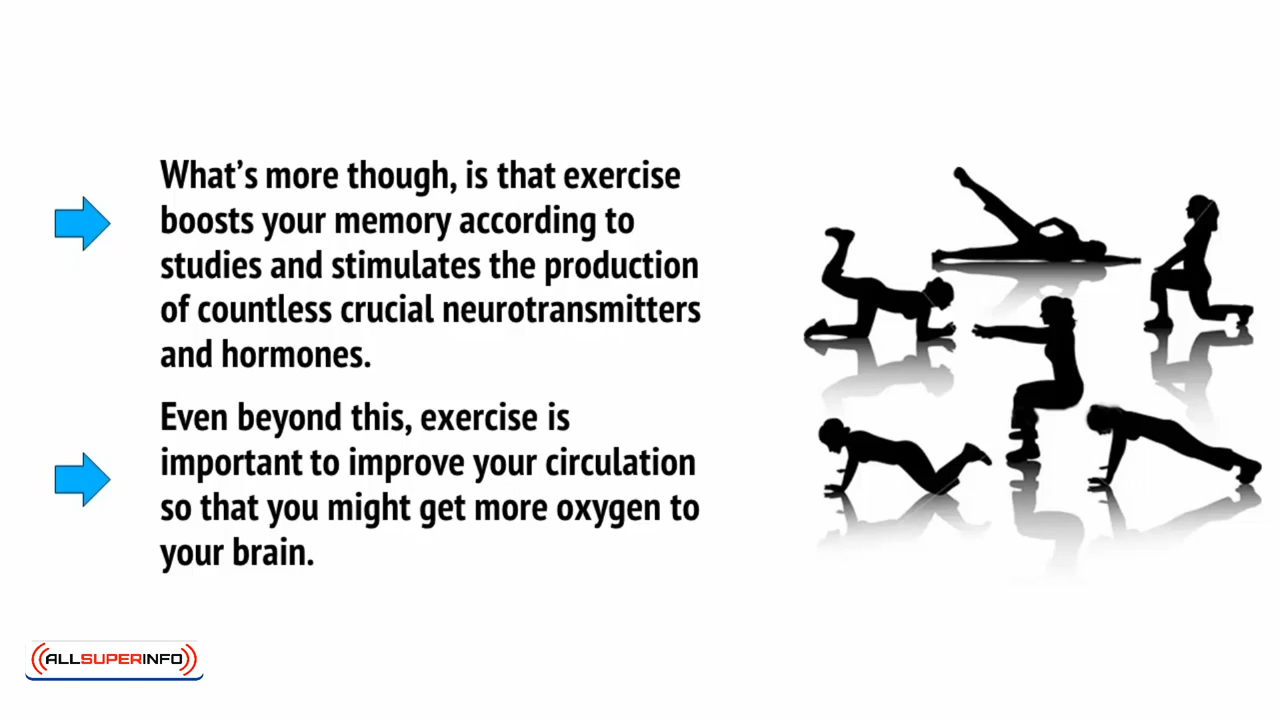 What's more though, is that exercise
boosts your memory according to
studies and stimulates the production
of countless crucial neurotransmitters
and hormones.
Even beyond this, exercise is
important to improve your circulation
so that you might get more oxygen to
your brain.
ALLSUPERINFO